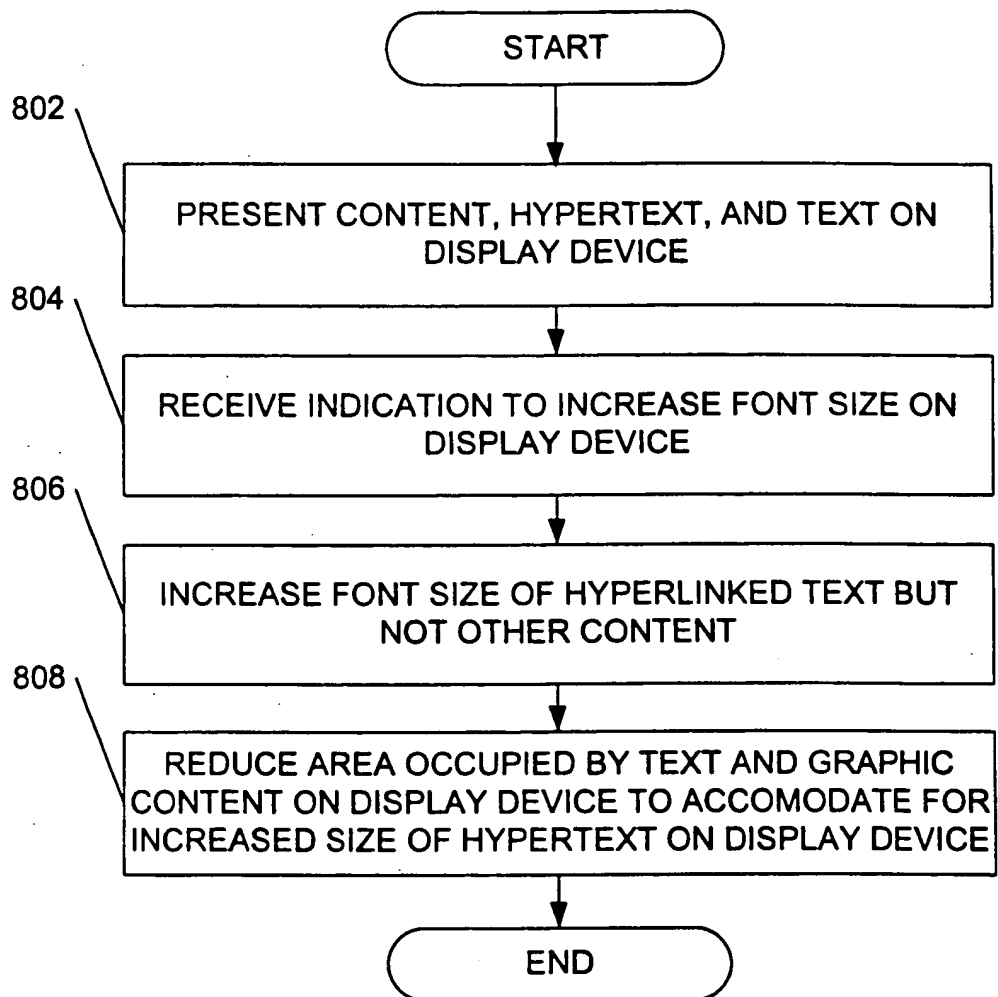 START
802
PRESENT CONTENT, HYPERTEXT, AND TEXT ON
DISPLAY DEVICE
804
RECEIVE INDICATION TO INCREASE FONT SIZE ON
DISPLAY DEVICE
806
INCREASE FONT SIZE OF HYPERLINKED TEXT BUT
NOT OTHER CONTENT
808
REDUCE AREA OCCUPIED BY TEXT AND GRAPHIC
CONTENT ON DISPLAY DEVICE TO ACCOMODATE FOR
INCREASED SIZE OF HYPERTEXT ON DISPLAY DEVICE
END